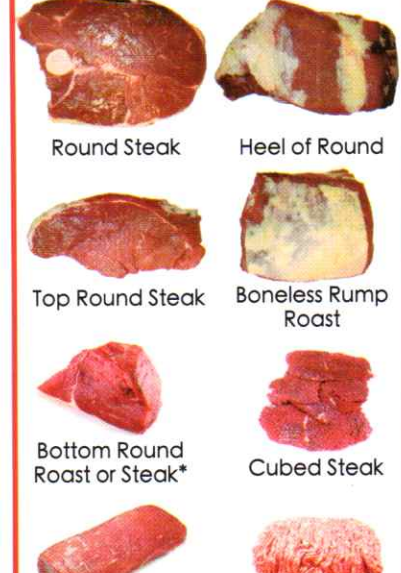 Round Steak
Heel of Round
Top Round Steak
Boneless Rump
Roast
Bottom Round
Roast or Steak*
Cubed Steak